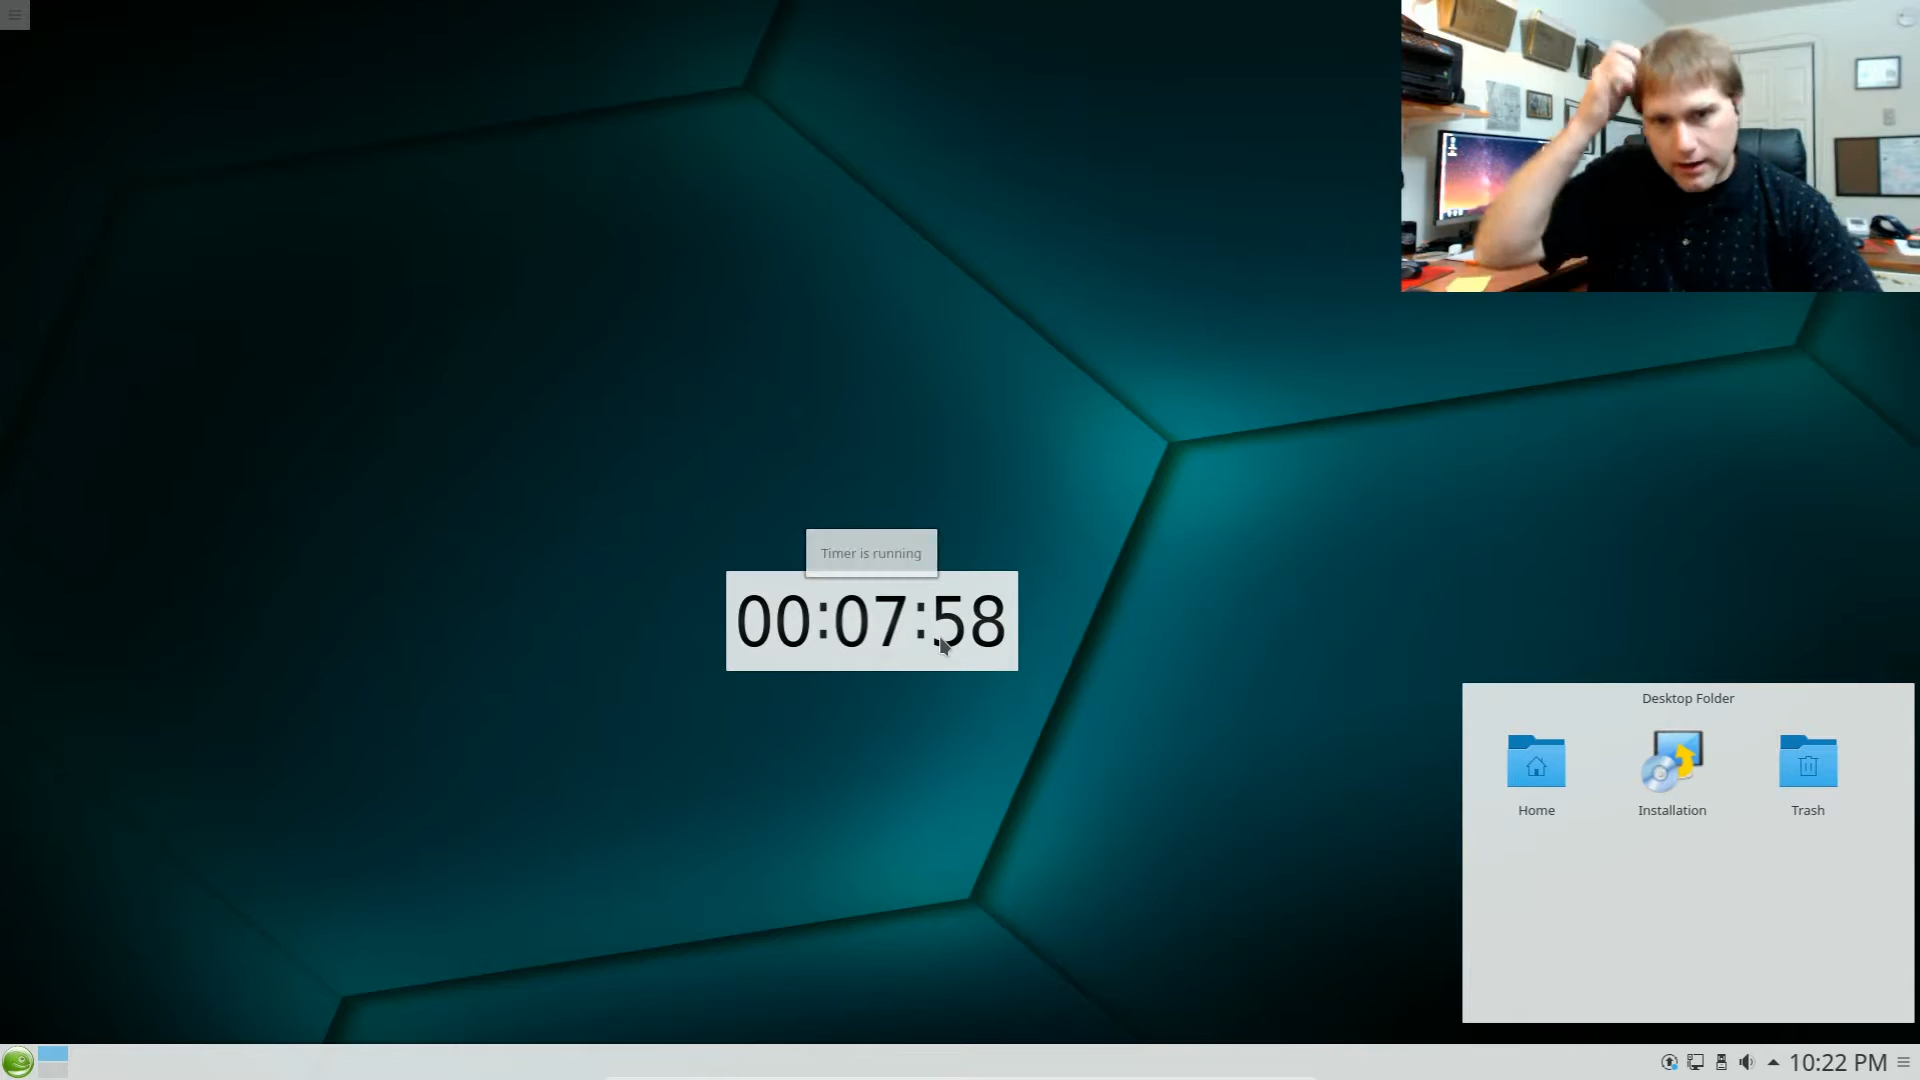 Timer is running
00:07:58
Desktop Folder
Home
Installation
Trash
10:22 PM